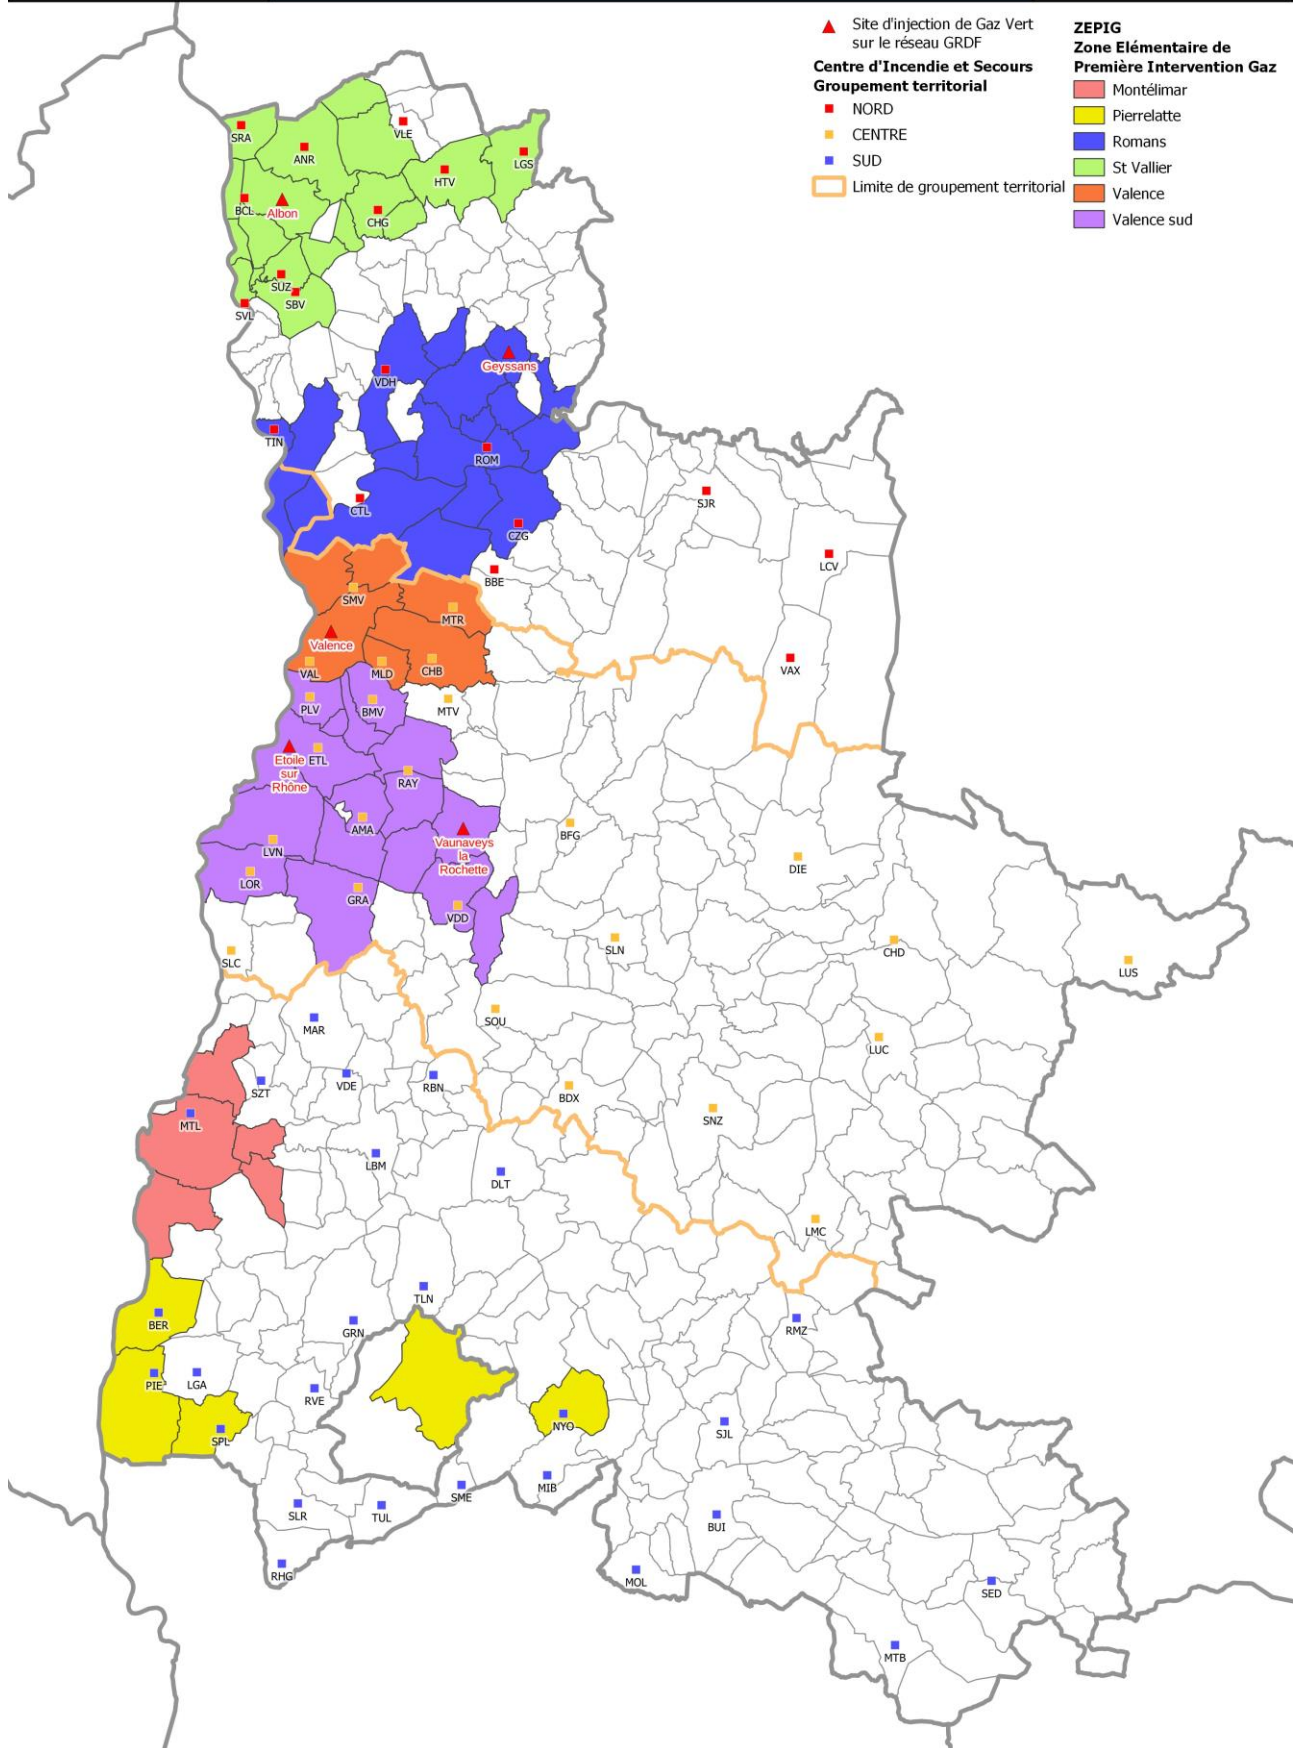 Site d'injection de Gaz Vert
sur le réseau GRDF
Centre d'Incendie et Secours
Groupement territorial
NORD
CENTRE
SUD
Limite de groupement territorial
ZEPIG
Zone Elémentaire de
Première Intervention Gaz
Montélimar
Pierrelatte
Romans
St Vallier
Valence
Valence sud
SRA
VLE
ANR
LGS
HTV
BCL
Albon
CHG
SUZ
SBV
SVL
Geyssans
VDH
TIN
ROM
SJR
CTL
CZG
LCV
BBE
SMV
MTR
Valence
VAL
MLD
CHB
VAX
PLV
BMV
MTV
ETL
Etoile
sur
Rhône
RAY
AMA
BFG
Vaunaveys
la
Rochette
LVN
DIE
LOR
GRA
VDD
SLN
CHD
SLC
LUS
SOU
MAR
LUC
SZT
VDE
RBN
BDX
SNZ
MTL
LBM
DLT
LMC
TLN
BER
GRN
RMZ
PIE
LGA
RVE
SPL
NYO
SJL
MIB
SME
SLR
TUL
BUI
RHG
MOL
SED
MTB